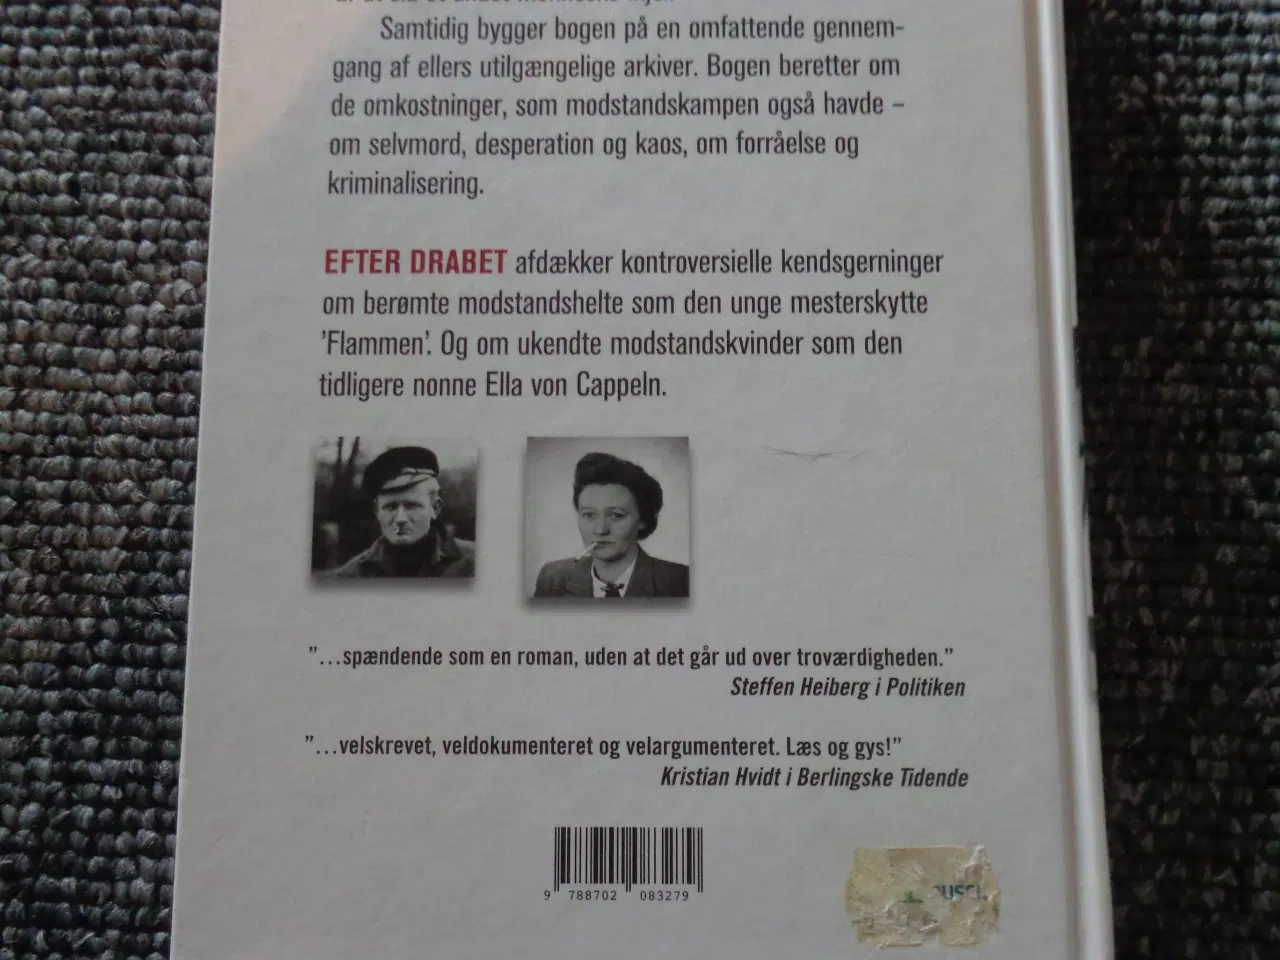 Samtidig bygger bogen på en omfattende gennem-
gang af ellers utilgængelige arkiver. Bogen beretter om
de omkostninger, som modstandskampen også havde –
om selvmord, desperation og kaos, om forråelse og
kriminalisering.
EFTER DRABET afdækker kontroversielle kendsgerninger
om berømte modstandshelte som den unge mesterskytte
'Flammen'. Og om ukendte modstandskvinder som den
tidligere nonne Ella von Cappeln.
"...spændende som en roman, uden at det går ud over troværdigheden."
Steffen Heiberg i Politiken
"...velskrevet, veldokumenteret og velargumenteret. Læs og gys!"
Kristian Hvidt i Berlingske Tidende
9 788702 083279